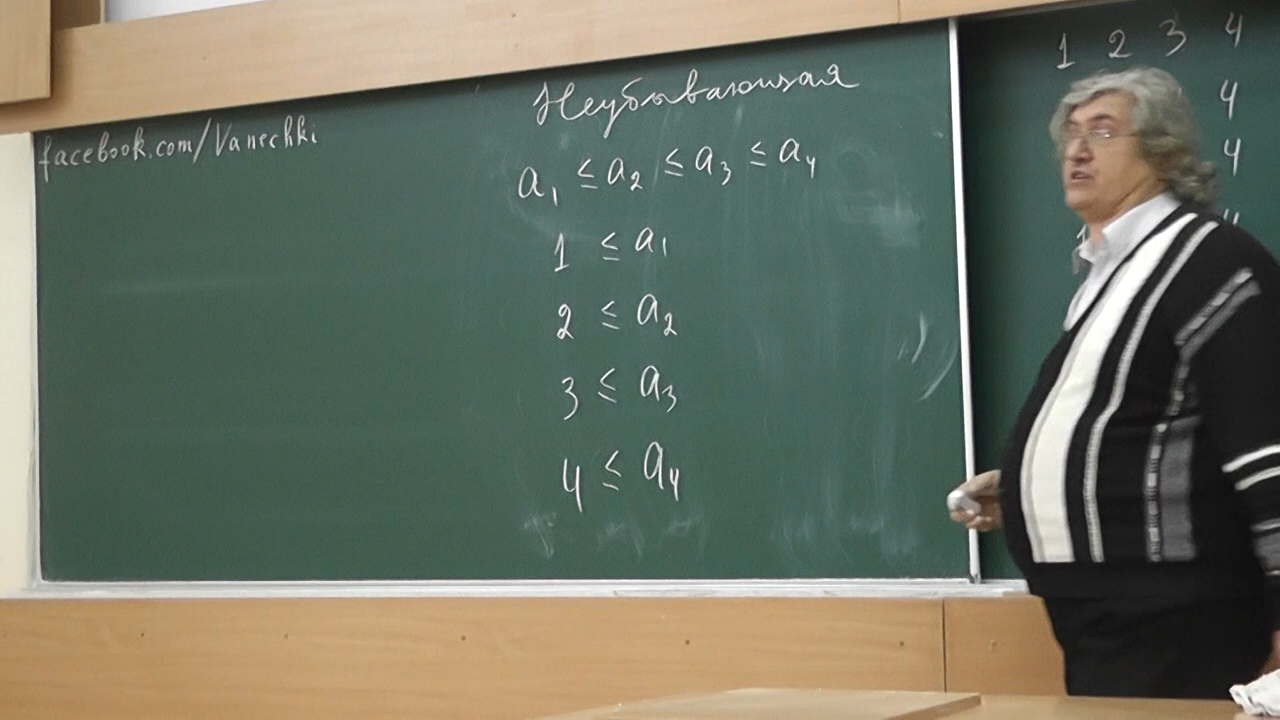 facebook.com/Vanechki
Неубывающая
a₁ ≤ a₂ ≤ a₃ ≤ a₄
1 ≤ a₁
2 ≤ a₂
3 ≤ a₃
4 ≤ a₄
1 2 3 4
4
4